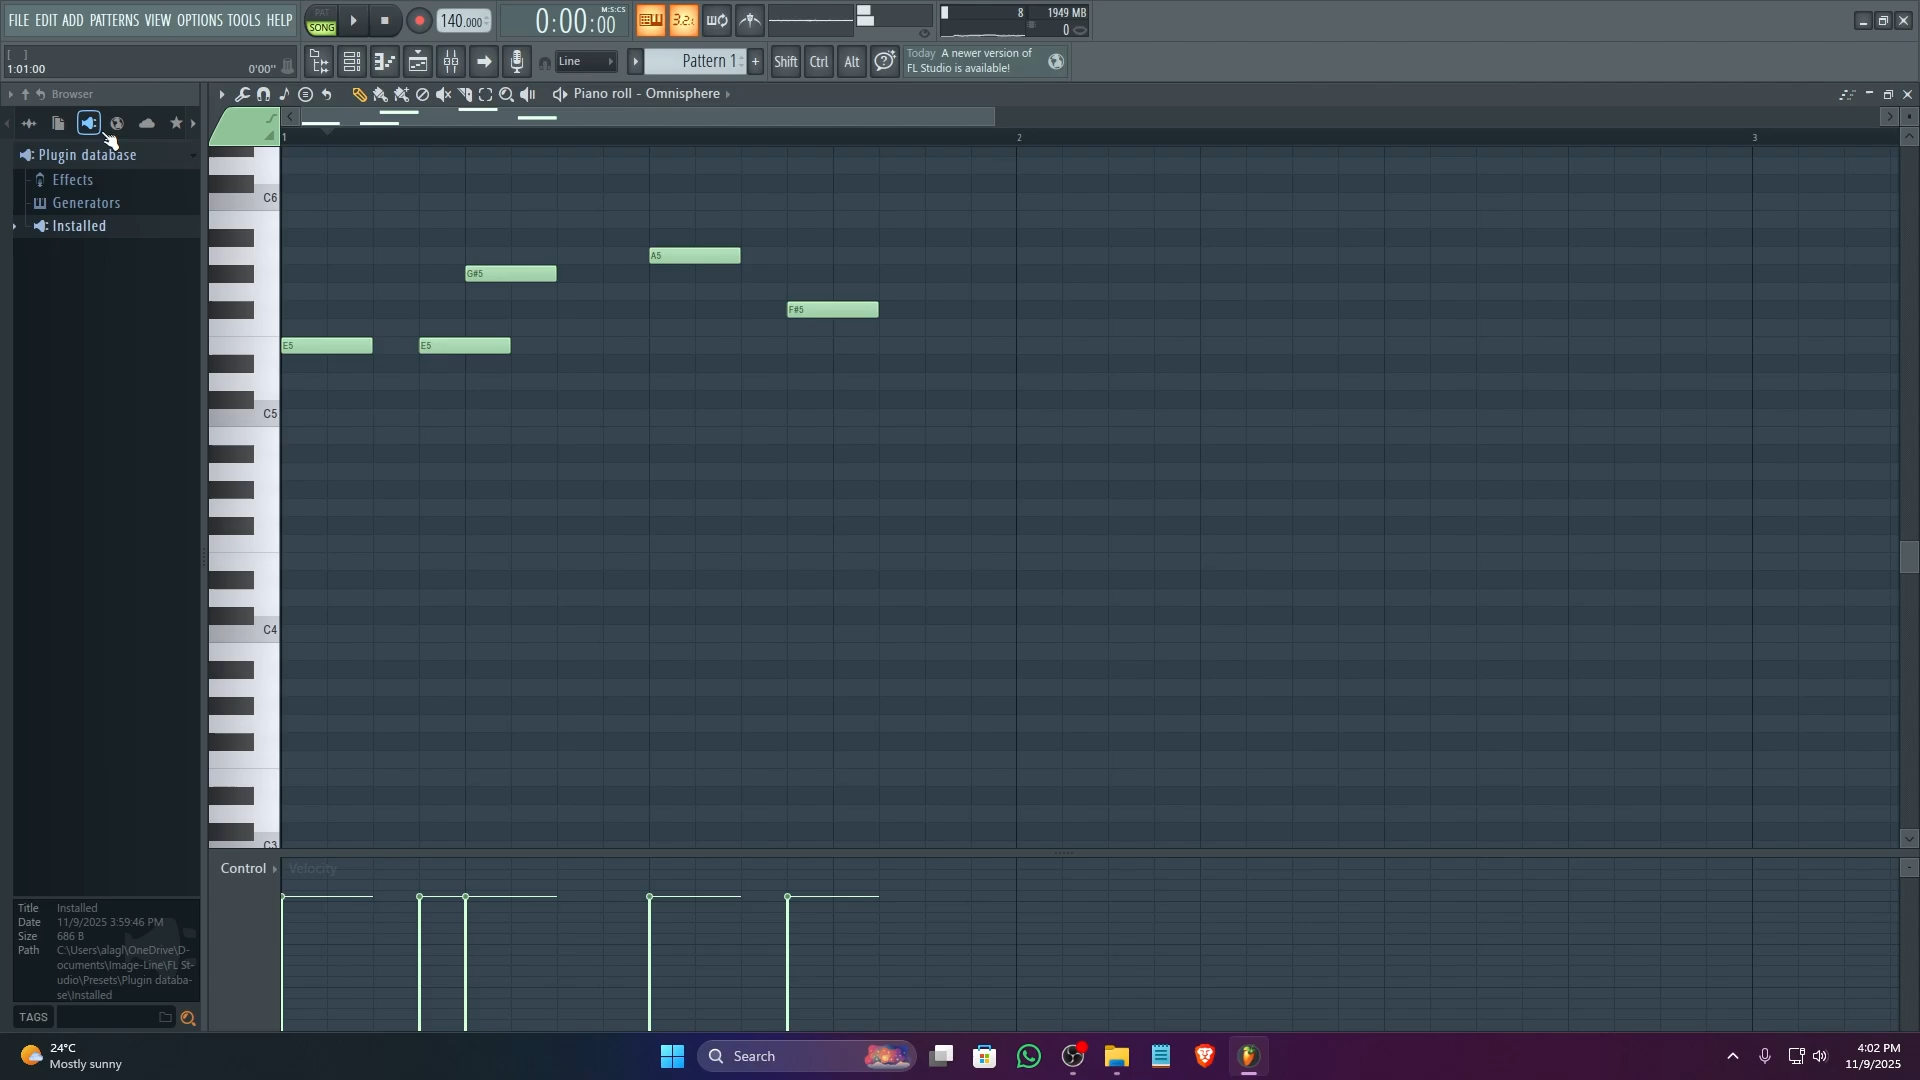 FILE EDIT ADD PATTERNS VIEW OPTIONS TOOLS HELP
PAT
SONG
140.000
0:00:00
M:S:CS
3.2.
8
1949 MB
0
1:01:00
0'00''
Line
Pattern 1
+
Shift
Ctrl
Alt
Today A newer version of
FL Studio is available!
Browser
Piano roll - Omnisphere
Plugin database
Effects
Generators
Installed
1
2
3
C6
A5
G#5
F#5
E5
E5
C5
C4
C3
Control
Velocity
Title Installed
Date 11/9/2025 3:59:46 PM
Size 686 B
Path C:\Users\alagl\OneDrive\D-
ocuments\Image-Line\FL St-
udio\Presets\Plugin databa-
se\Installed
TAGS
24°C
Mostly sunny
Search
4:02 PM
11/9/2025